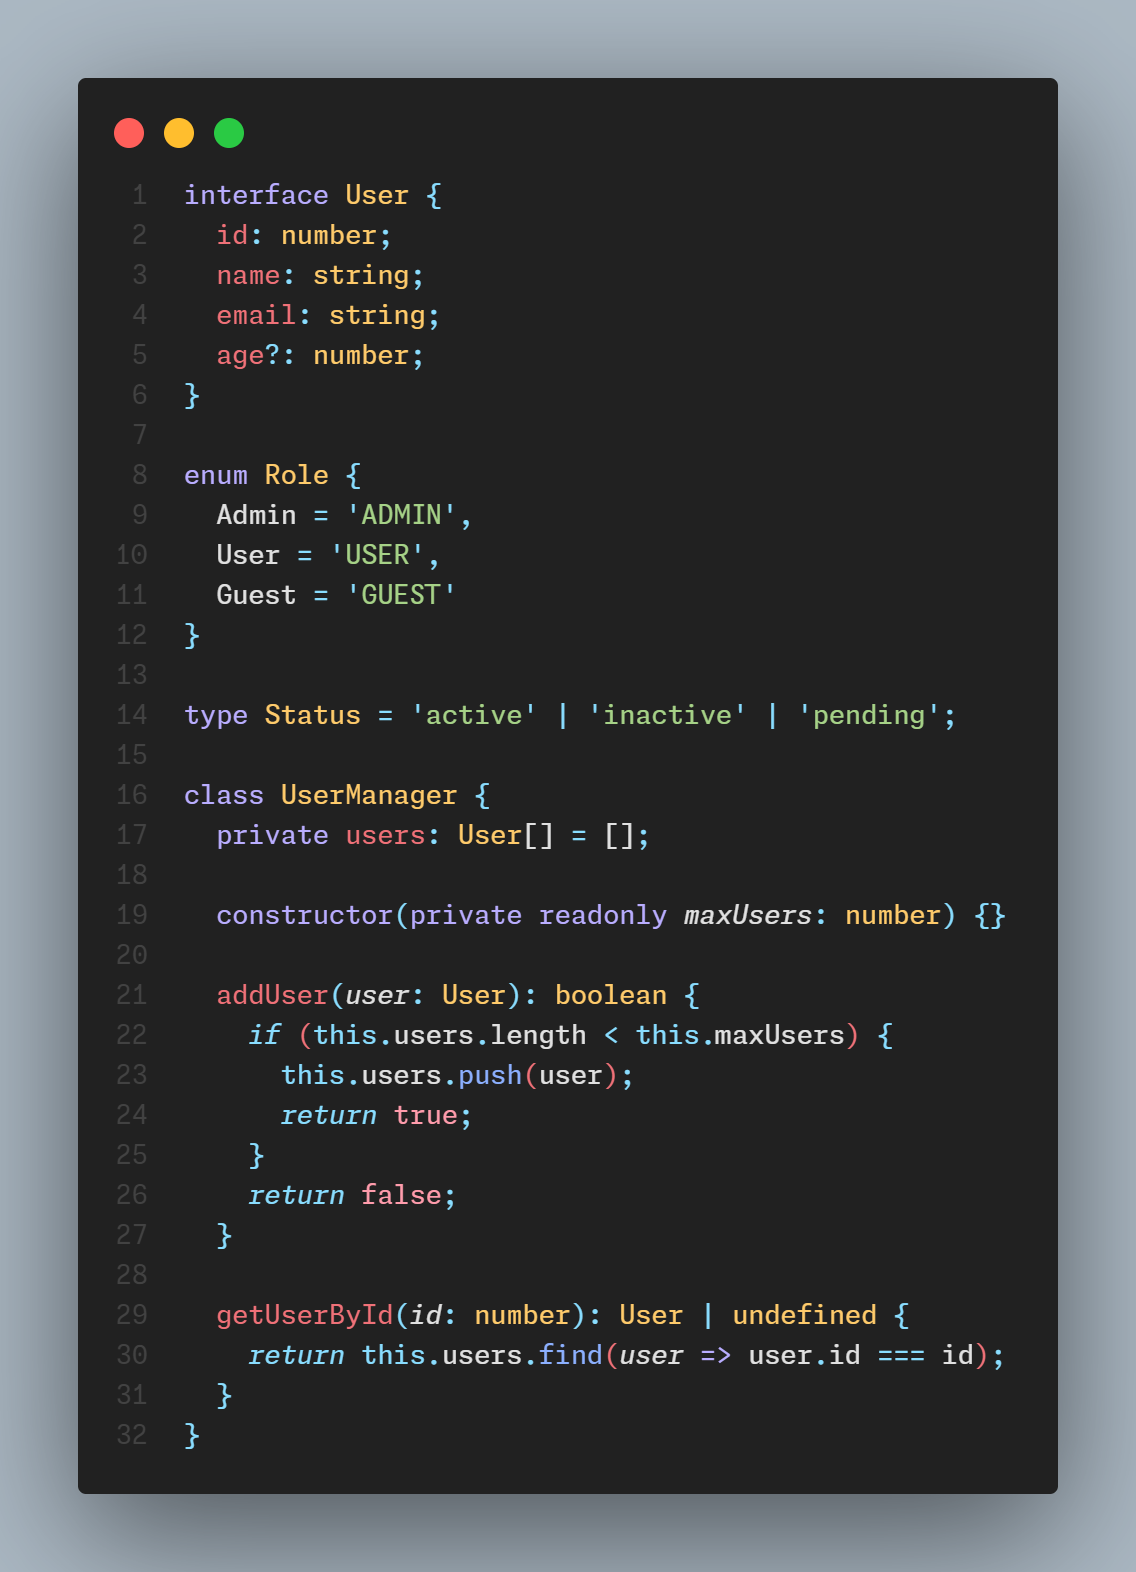 1 interface User {
2   id: number;
3   name: string;
4   email: string;
5   age?: number;
6 }
7
8 enum Role {
9   Admin = 'ADMIN',
10   User = 'USER',
11   Guest = 'GUEST'
12 }
13
14 type Status = 'active' | 'inactive' | 'pending';
15
16 class UserManager {
17   private users: User[] = [];
18
19   constructor(private readonly maxUsers: number) {}
20
21   addUser(user: User): boolean {
22     if (this.users.length < this.maxUsers) {
23       this.users.push(user);
24       return true;
25     }
26     return false;
27   }
28
29   getUserById(id: number): User | undefined {
30     return this.users.find(user => user.id === id);
31   }
32 }